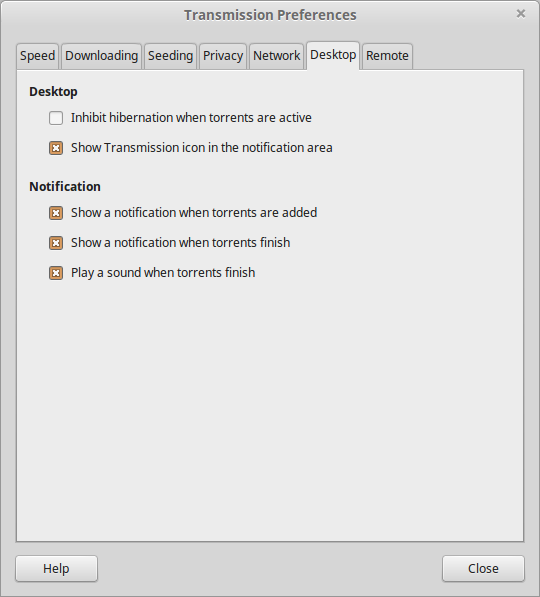 Transmission Preferences
Speed Downloading Seeding Privacy Network Desktop Remote
Desktop
Inhibit hibernation when torrents are active
Show Transmission icon in the notification area
Notification
Show a notification when torrents are added
Show a notification when torrents finish
Play a sound when torrents finish
Help Close